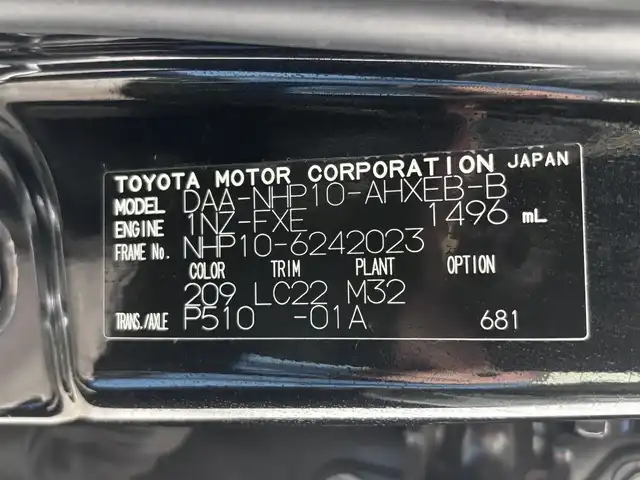 TOYOTA MOTOR CORPORATION JAPAN
MODEL DAA-NHP10-AHXEB-B
ENGINE 1NZ-FXE 1496 mL
FRAME No. NHP10-6242023
COLOR TRIM PLANT OPTION
209 LC22 M32
TRANS./AXLE P510 -01A 681